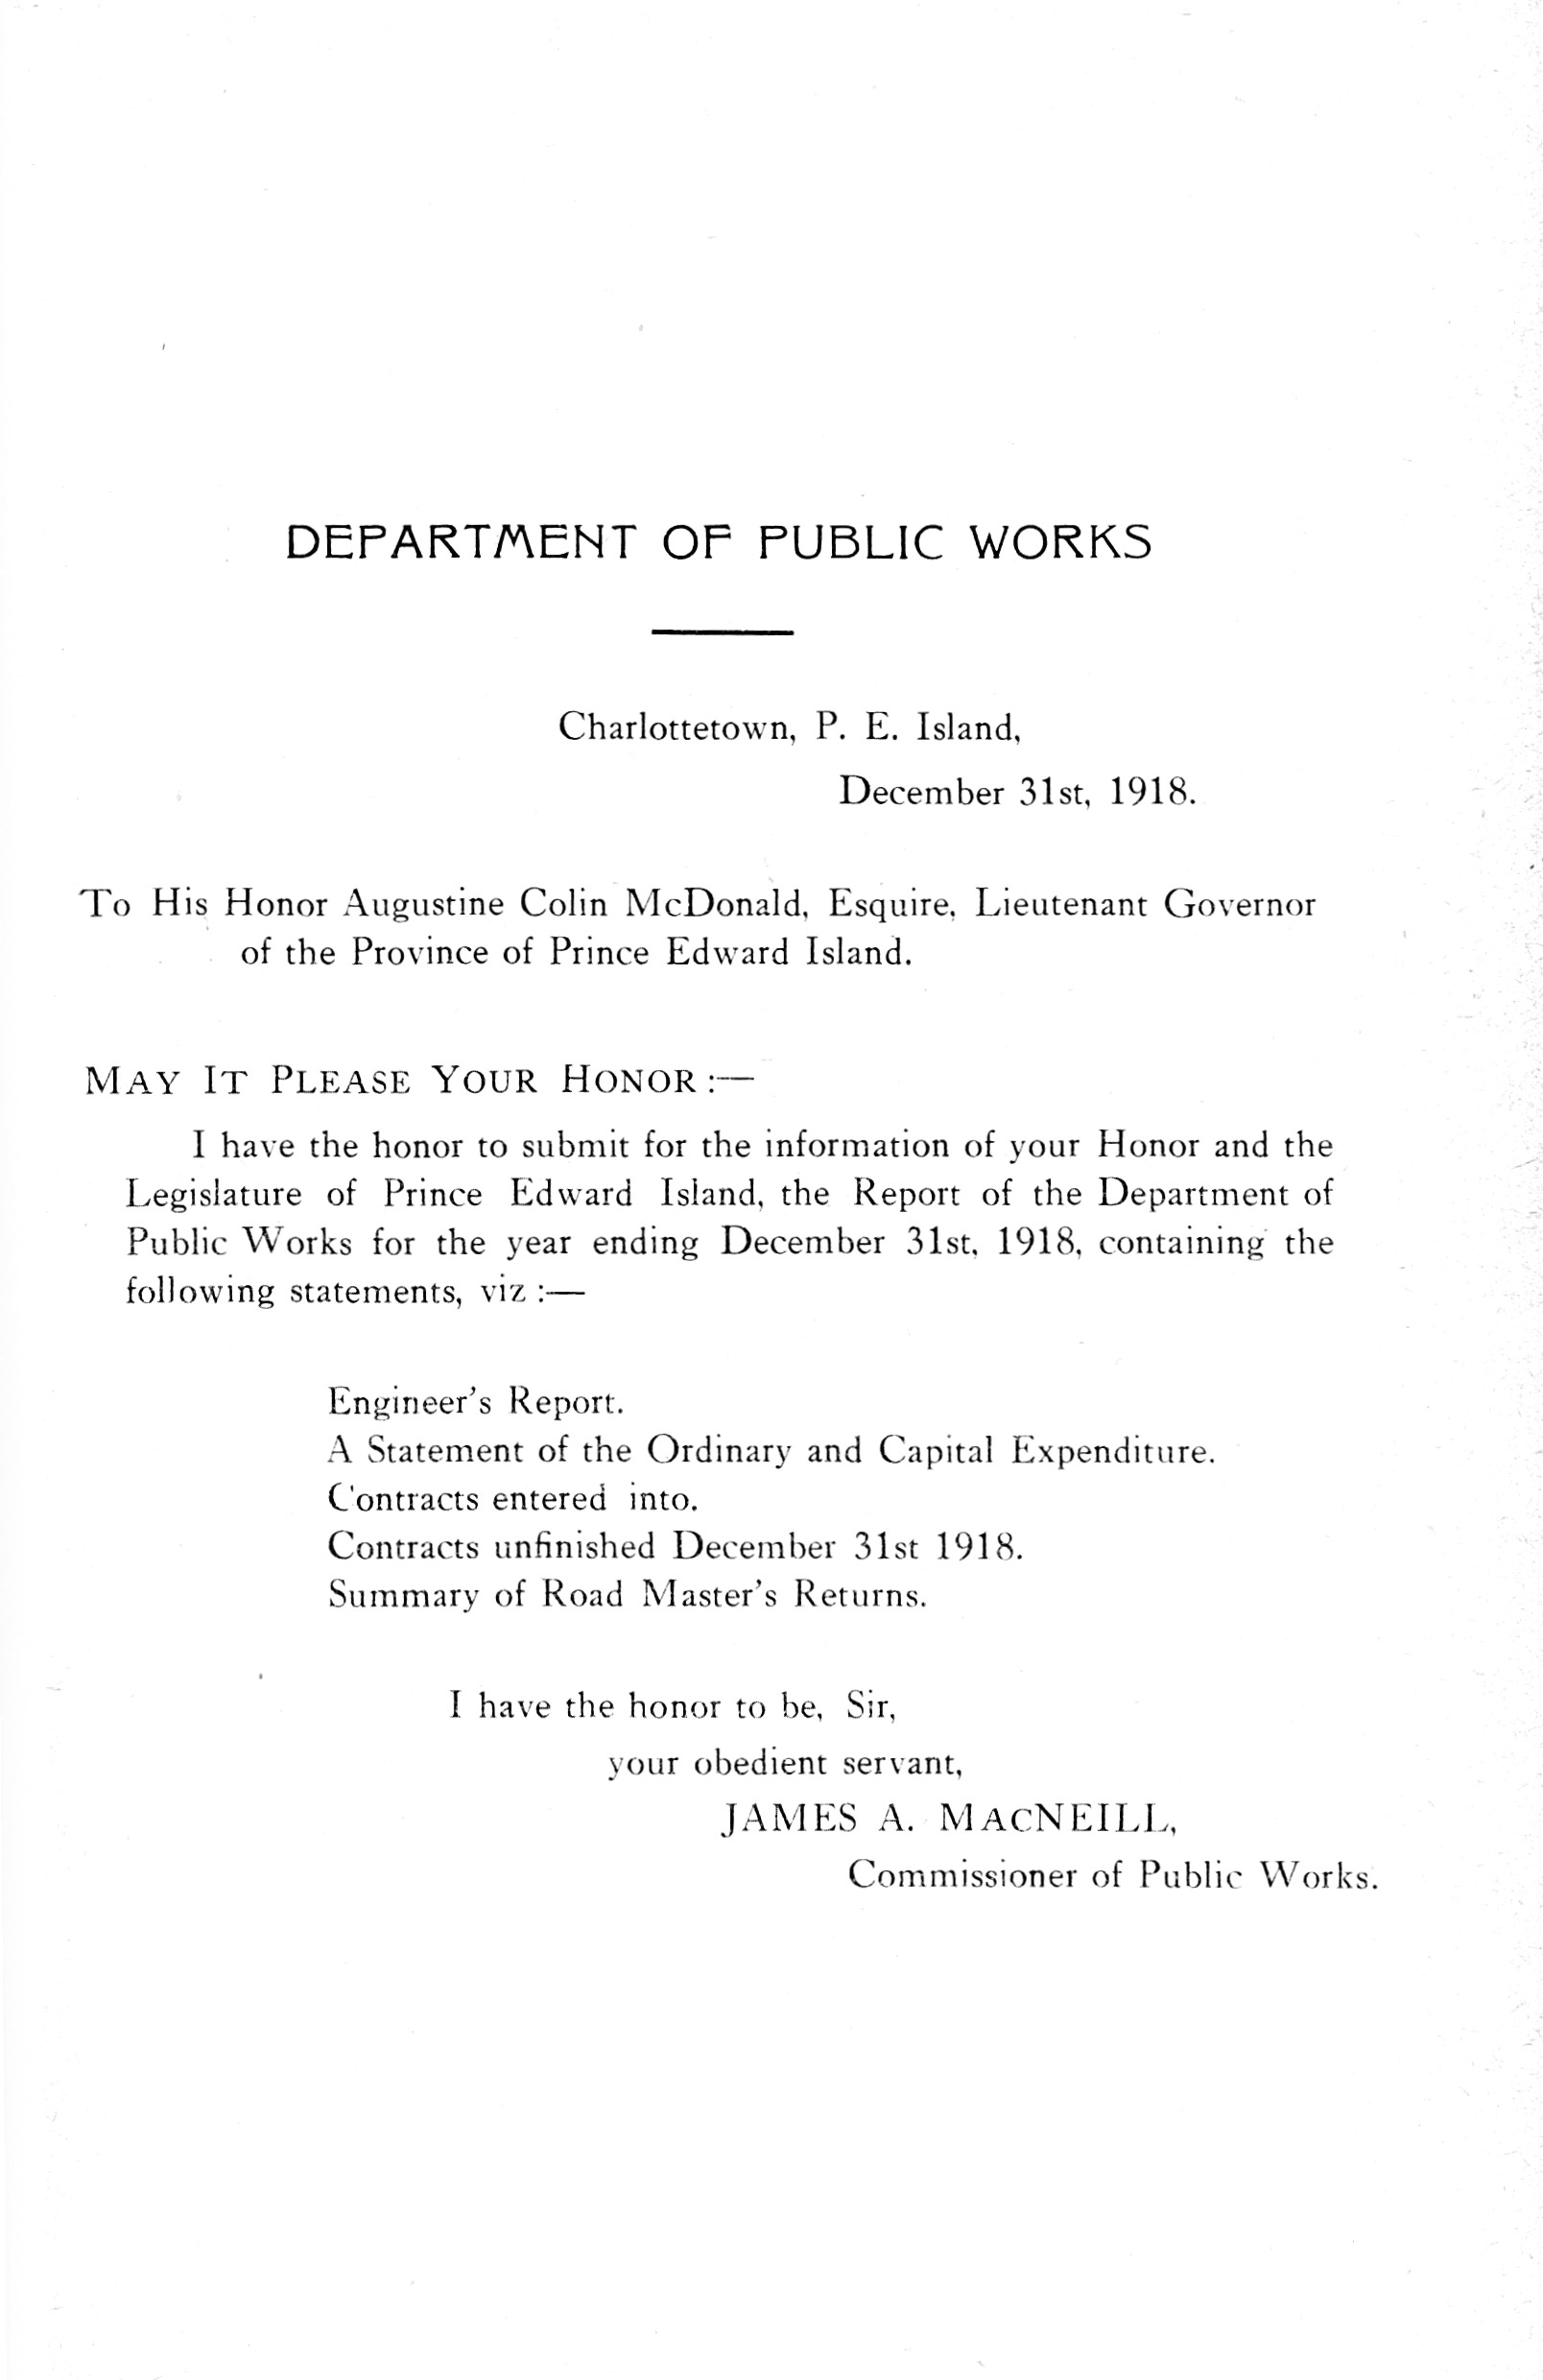 DEPARTMENT OF PUBLIC WORKS
Charlottetown, P. E. Island,
December 31st, 1918.
To His Honor Augustine Colin McDonald, Esquire, Lieutenant Governor
of the Province of Prince Edward Island.
MAY IT PLEASE YOUR HONOR :—
I have the honor to submit for the information of your Honor and the
Legislature of Prince Edward Island, the Report of the Department of
Public Works for the year ending December 31st, 1918, containing the
following statements, viz :—
Engineer's Report.
A Statement of the Ordinary and Capital Expenditure.
Contracts entered into.
Contracts unfinished December 31st 1918.
Summary of Road Master's Returns.
I have the honor to be, Sir,
your obedient servant,
JAMES A. MACNEILL,
Commissioner of Public Works.